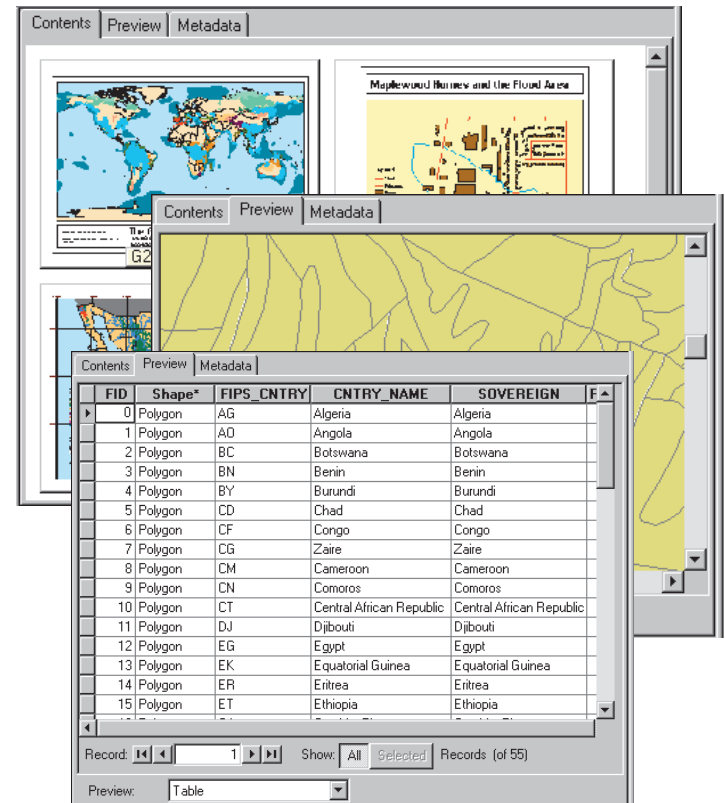 Contents Preview Metadata
Maplewood Homes and the Flood Area
G2
Contents Preview Metadata
Contents Preview Metadata
FID Shape* FIPS_CNTRY CNTRY_NAME SOVEREIGN F
0 Polygon AG Algeria Algeria
1 Polygon AO Angola Angola
2 Polygon BC Botswana Botswana
3 Polygon BN Benin Benin
4 Polygon BY Burundi Burundi
5 Polygon CD Chad Chad
6 Polygon CF Congo Congo
7 Polygon CG Zaire Zaire
8 Polygon CM Cameroon Cameroon
9 Polygon CN Comoros Comoros
10 Polygon CT Central African Republic Central African Republic
11 Polygon DJ Djibouti Djibouti
12 Polygon EG Egypt Egypt
13 Polygon EK Equatorial Guinea Equatorial Guinea
14 Polygon ER Eritrea Eritrea
15 Polygon ET Ethiopia Ethiopia
Record: 1 Show: All Selected Records (of 55)
Preview: Table